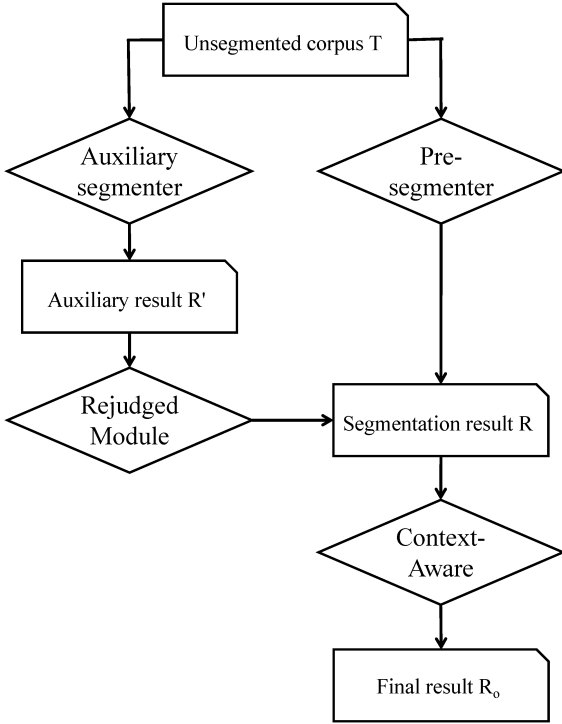 Unsegmented corpus T
Auxiliary
segmenter
Pre-
segmenter
Auxiliary result R'
Rejudged
Module
Segmentation result R
Context-
Aware
Final result Rₒ